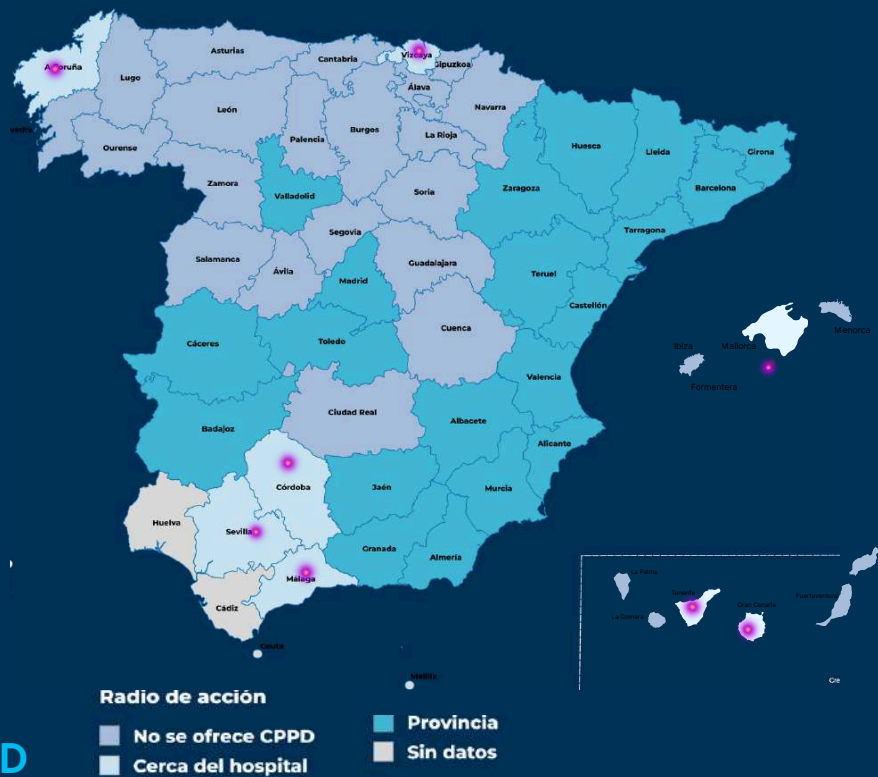 Asturias
Cantabria
Vizcaya
Gipuzkoa
A Coruña
Lugo
Álava
León
Navarra
Palencia
Burgos
La Rioja
vedra
Ourense
Huesca
Lleida
Girona
Zamora
Valladolid
Soria
Zaragoza
Barcelona
Segovia
Tarragona
Salamanca
Ávila
Guadalajara
Madrid
Teruel
Castellón
Cuenca
Menorca
Cáceres
Toledo
Ibiza
Mallorca
Valencia
Formentera
Ciudad Real
Badajoz
Albacete
Alicante
Córdoba
Jaén
Murcia
Huelva
Sevilla
Granada
Almería
Málaga
Cádiz
La Palma
Tenerife
Gran Canaria
Fuerteventura
La Gomera
Ceuta
Melilla
Cre
Radio de acción
No se ofrece CPPD
Provincia
Cerca del hospital
Sin datos
D